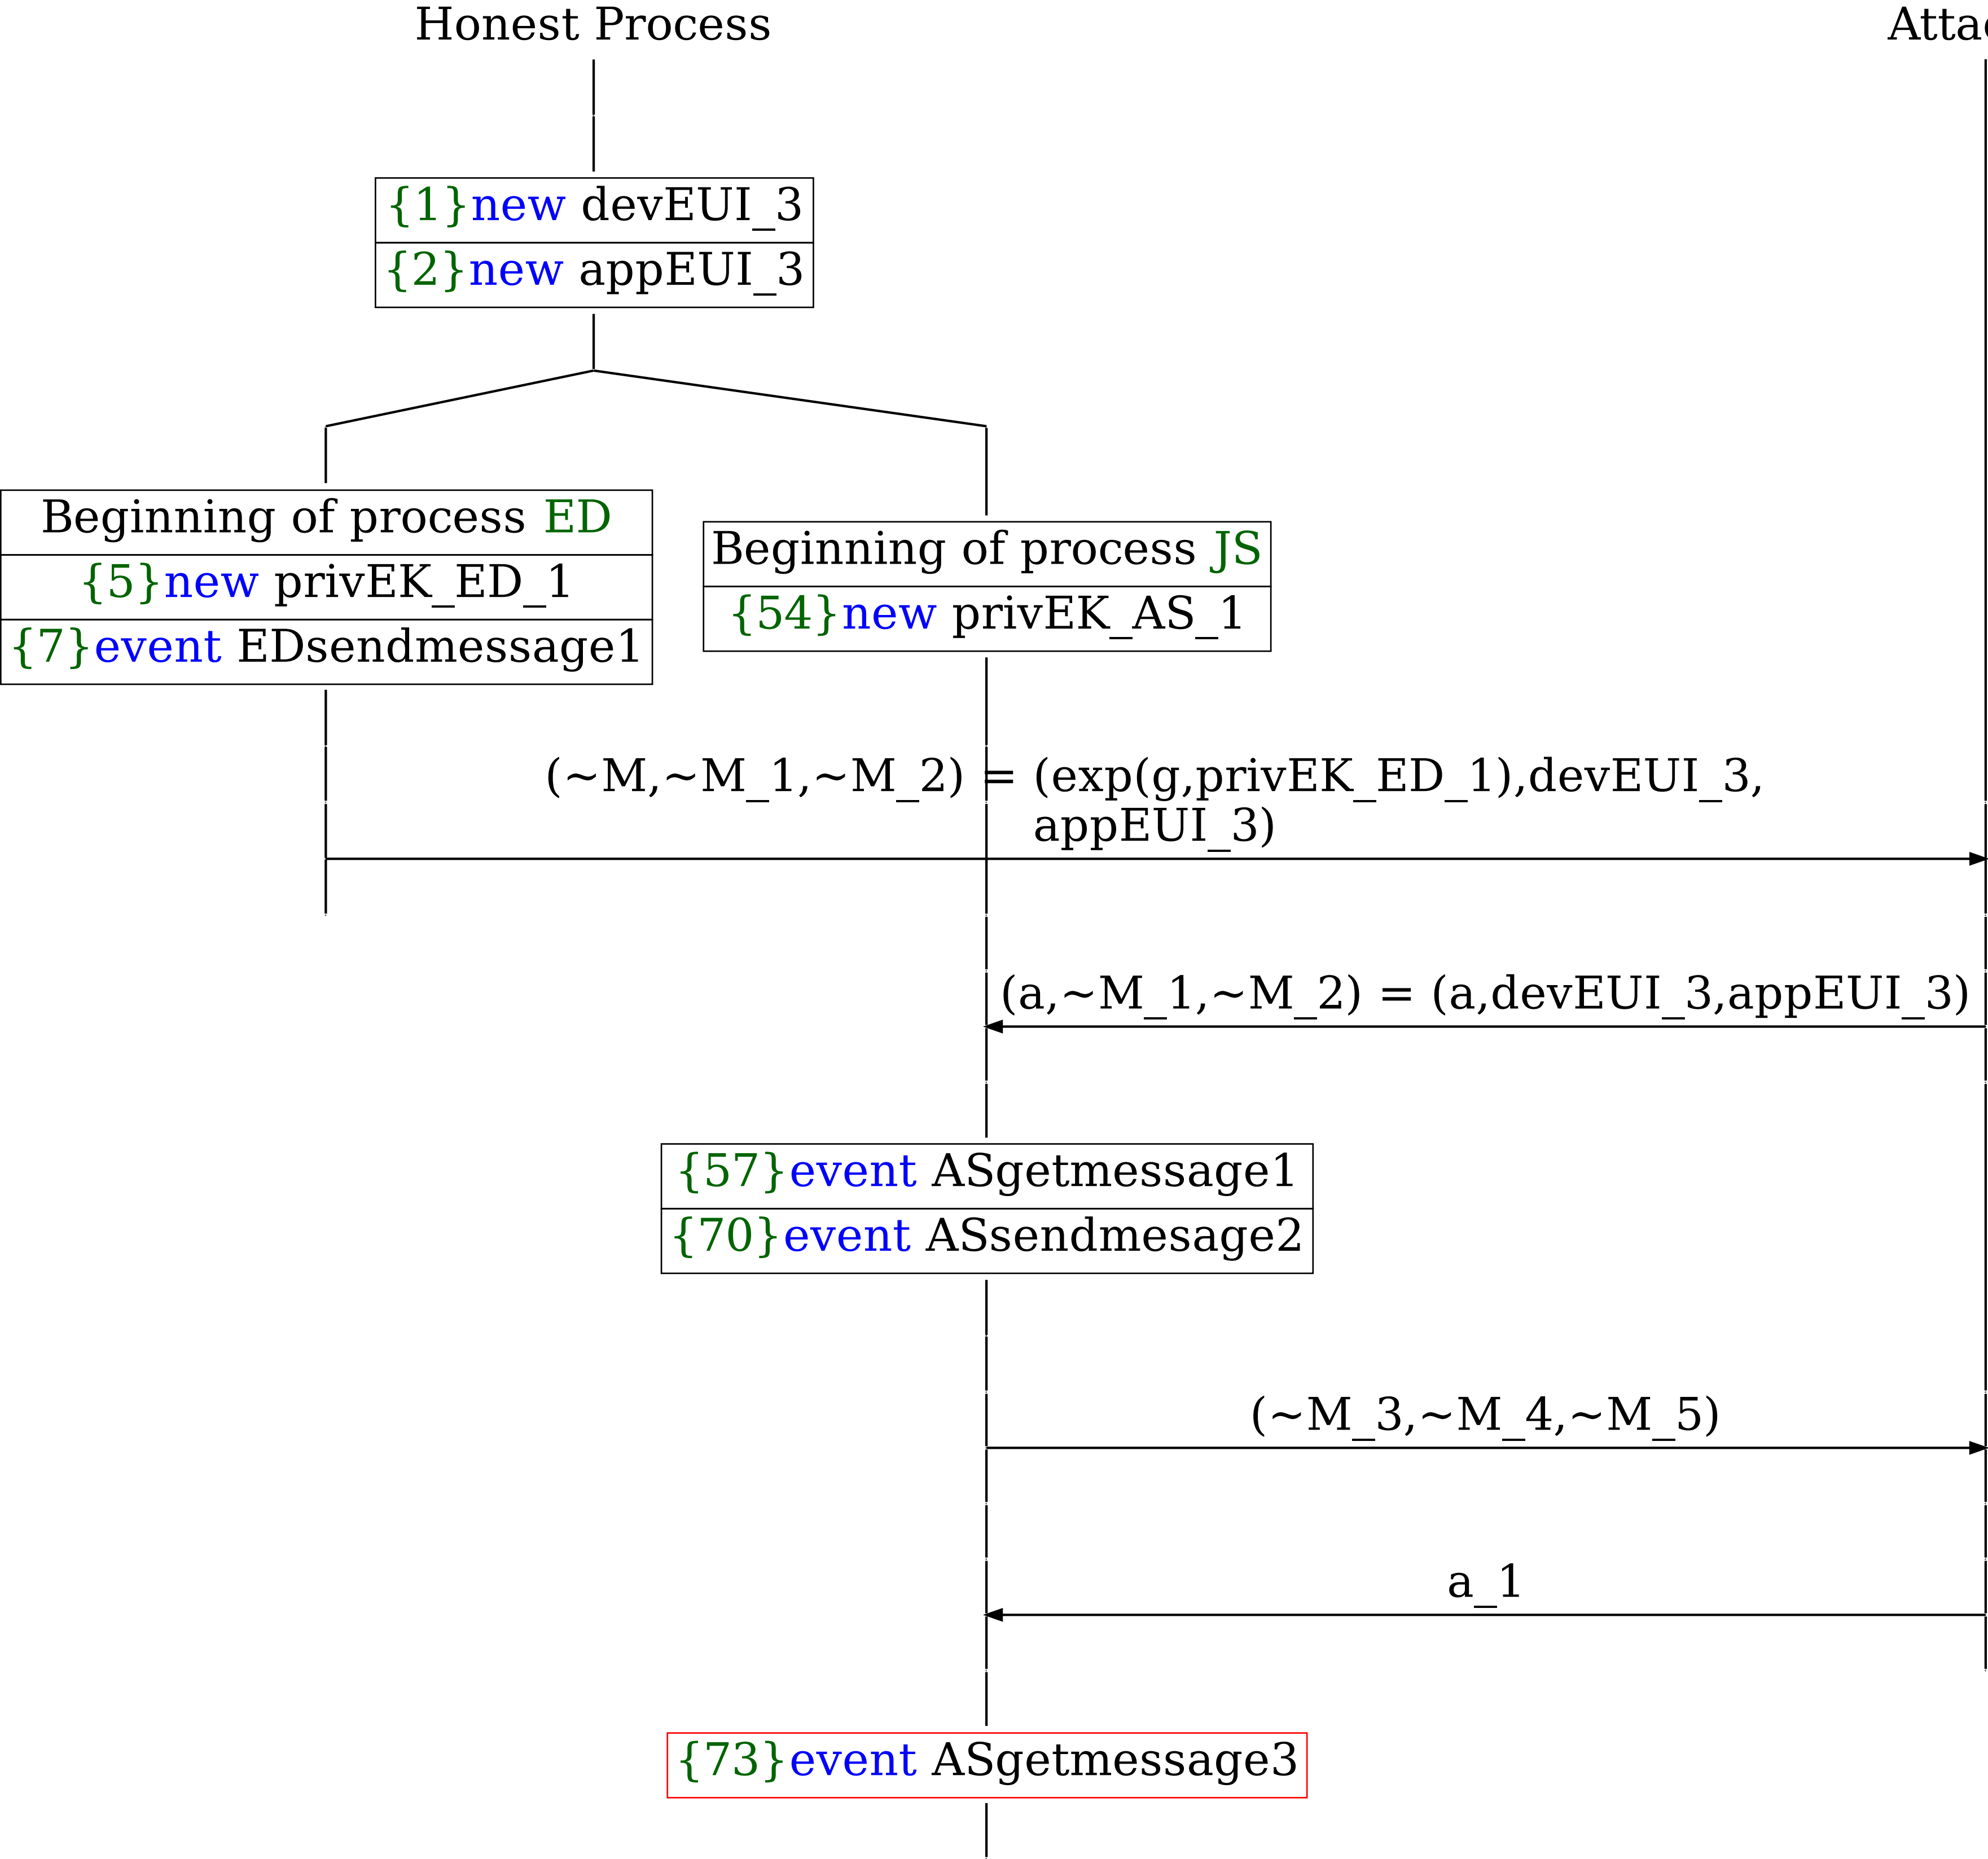 Honest Process
Atta
{1}new devEUI_3
{2}new appEUI_3
Beginning of process ED
{5}new privEK_ED_1
{7}event EDsendmessage1
Beginning of process JS
{54}new privEK_AS_1
(~M,~M_1,~M_2) = (exp(g,privEK_ED_1),devEUI_3,
appEUI_3)
(a,~M_1,~M_2) = (a,devEUI_3,appEUI_3)
{57}event ASgetmessage1
{70}event ASsendmesage2
(~M_3,~M_4,~M_5)
a_1
{73}event ASgetmessage3